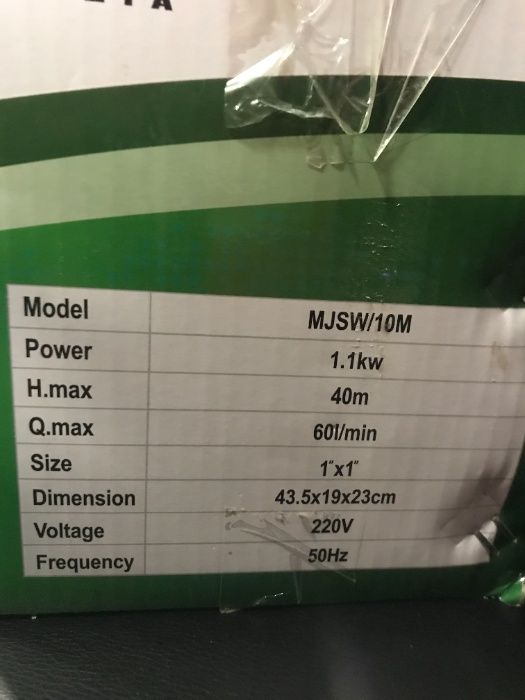 Model MJSW/10M
Power 1.1kw
H.max 40m
Q.max 60l/min
Size 1"x1"
Dimension 43.5x19x23cm
Voltage 220V
Frequency 50Hz